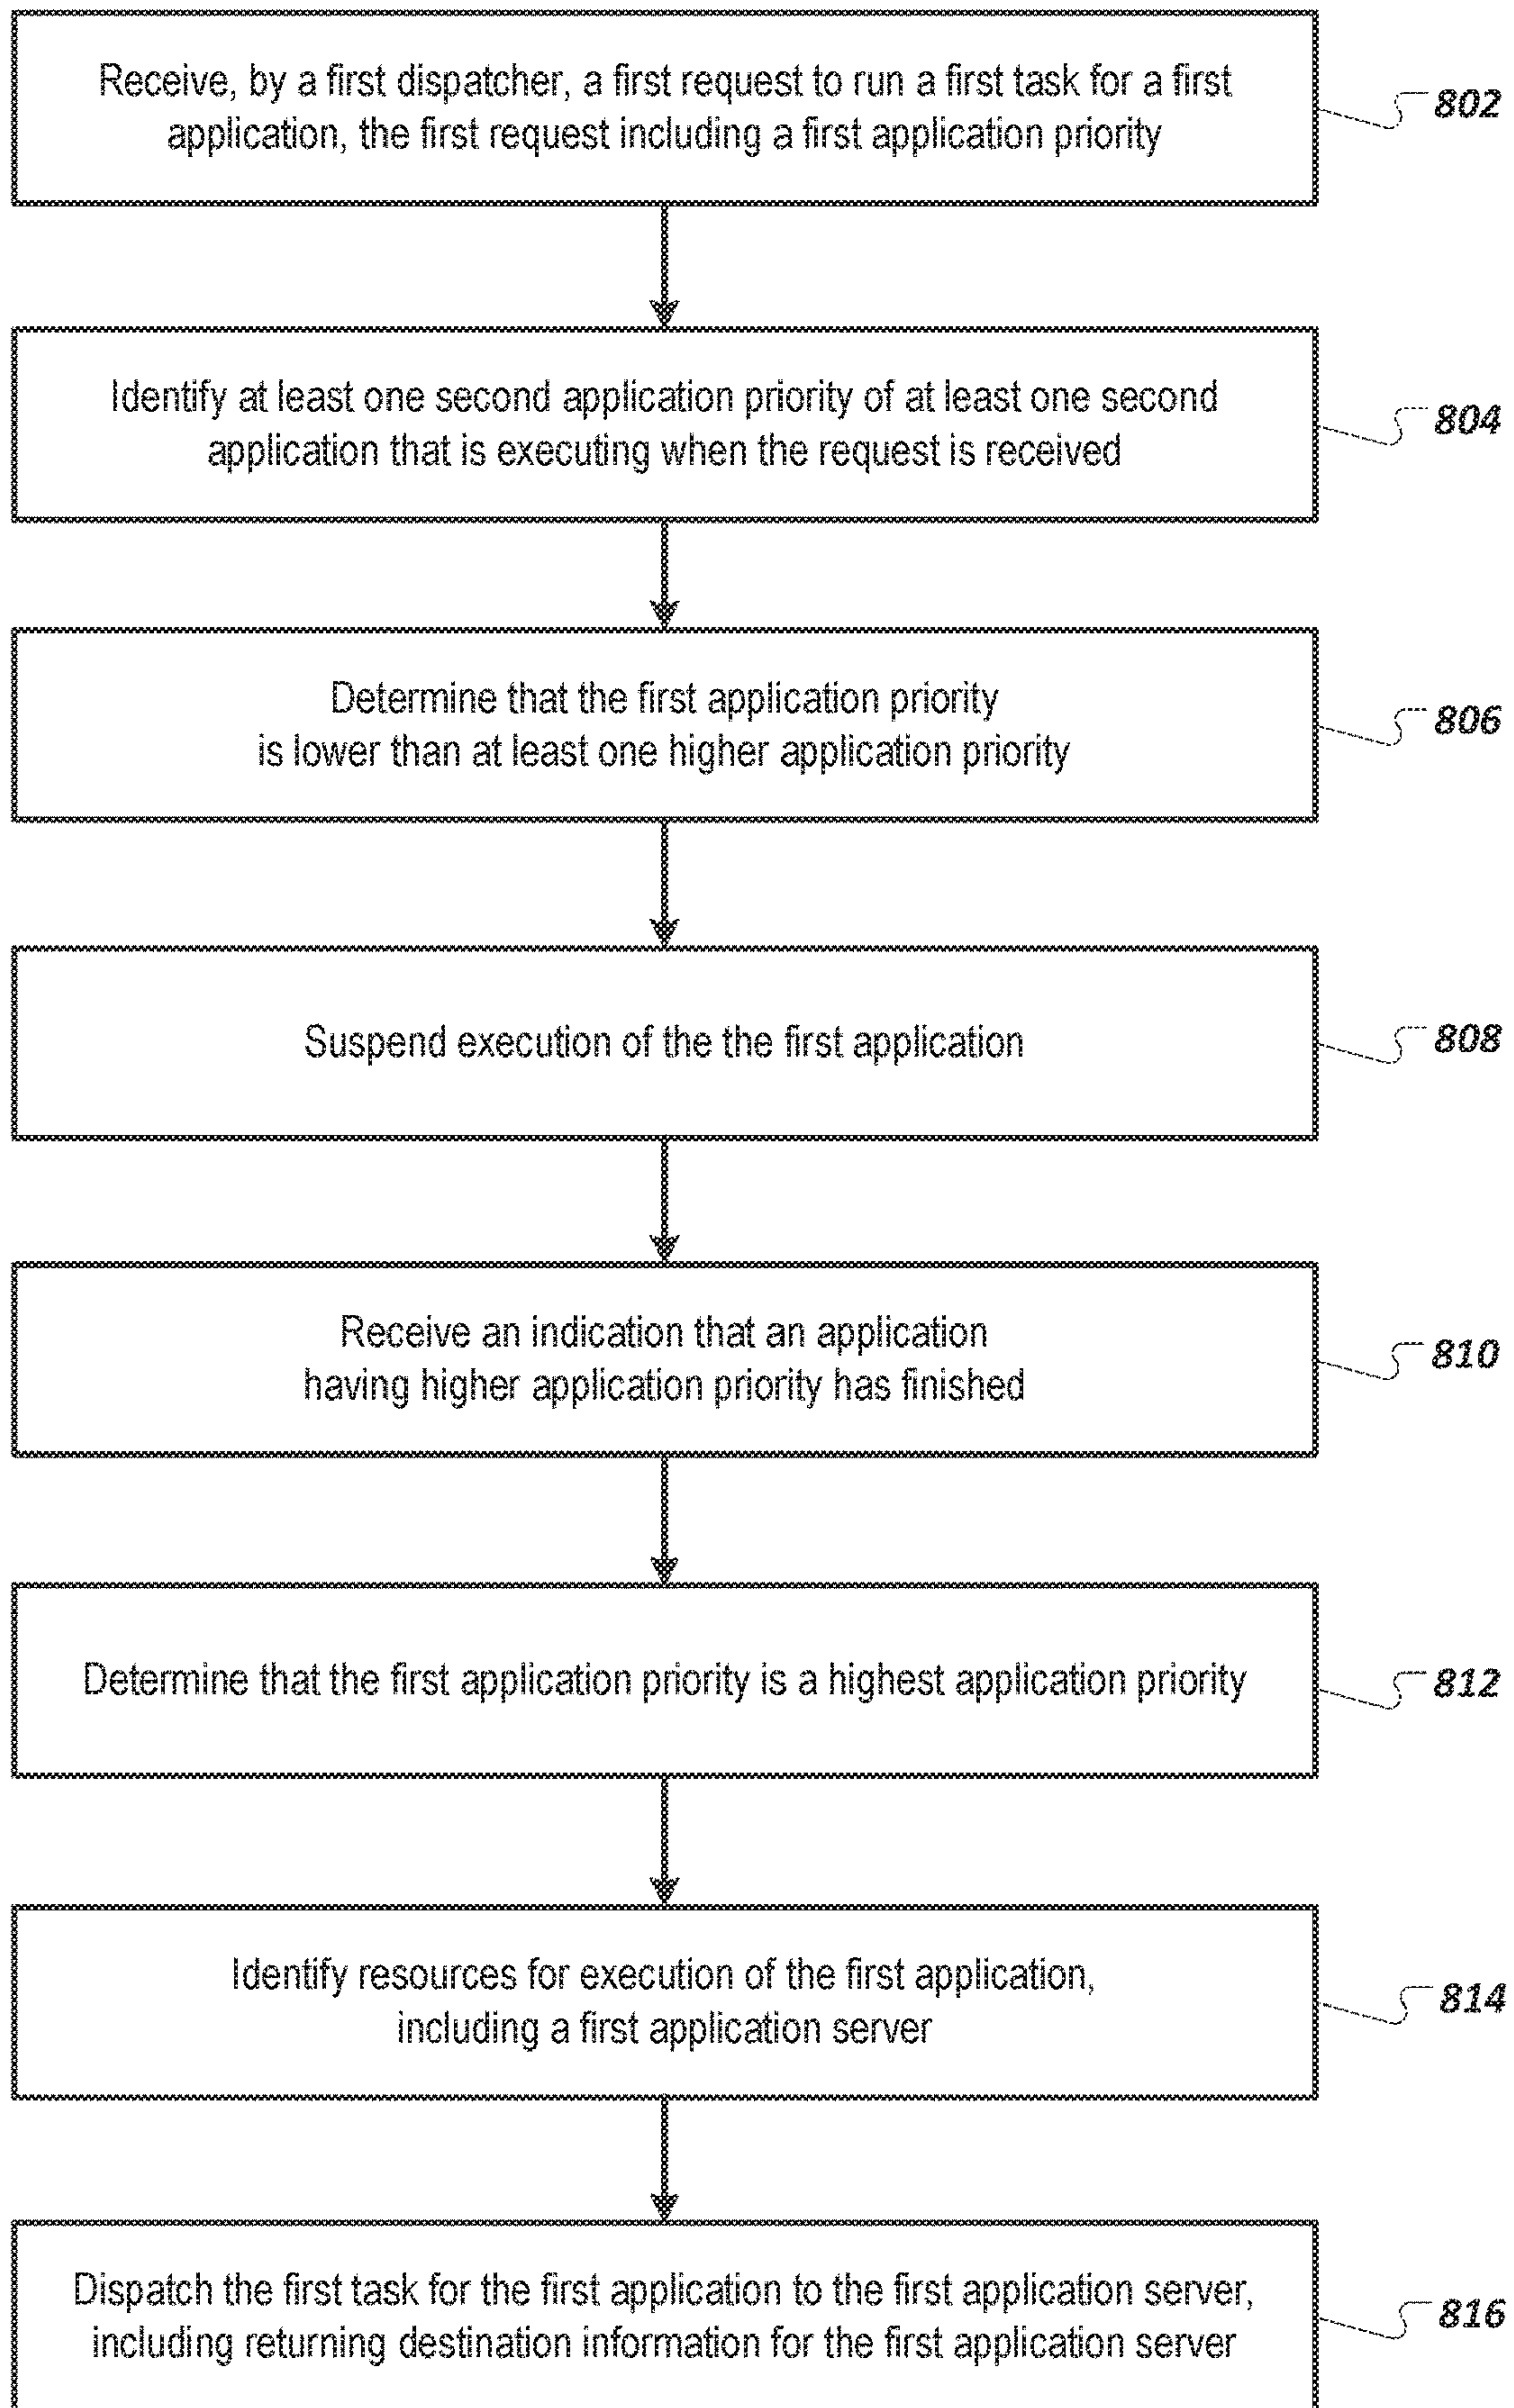 Receive, by a first dispatcher, a first request to run a first task for a first
application, the first request including a first application priority
802
Identify at least one second application priority of at least one second
application that is executing when the request is received
804
Determine that the first application priority
is lower than at least one higher application priority
806
Suspend execution of the the first application
808
Receive an indication that an application
having higher application priority has finished
810
Determine that the first application priority is a highest application priority
812
Identify resources for execution of the first application,
including a first application server
814
Dispatch the first task for the first application to the first application server,
including returning destination information for the first application server
816